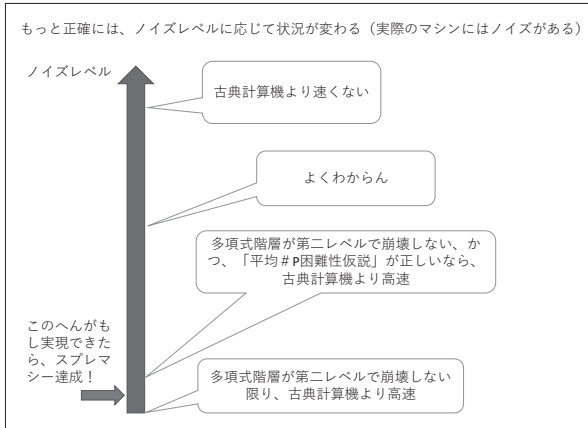 もっと正確には、ノイズレベルに応じて状況が変わる（実際のマシンにはノイズがある）
ノイズレベル
古典計算機より速くない
よくわからん
多項式階層が第二レベルで崩壊しない、か
つ、「平均＃P困難性仮説」が正しいなら、
古典計算機より高速
このへんがも
し実現できた
ら、スプレマ
シー達成！
多項式階層が第二レベルで崩壊しない
限り、古典計算機より高速